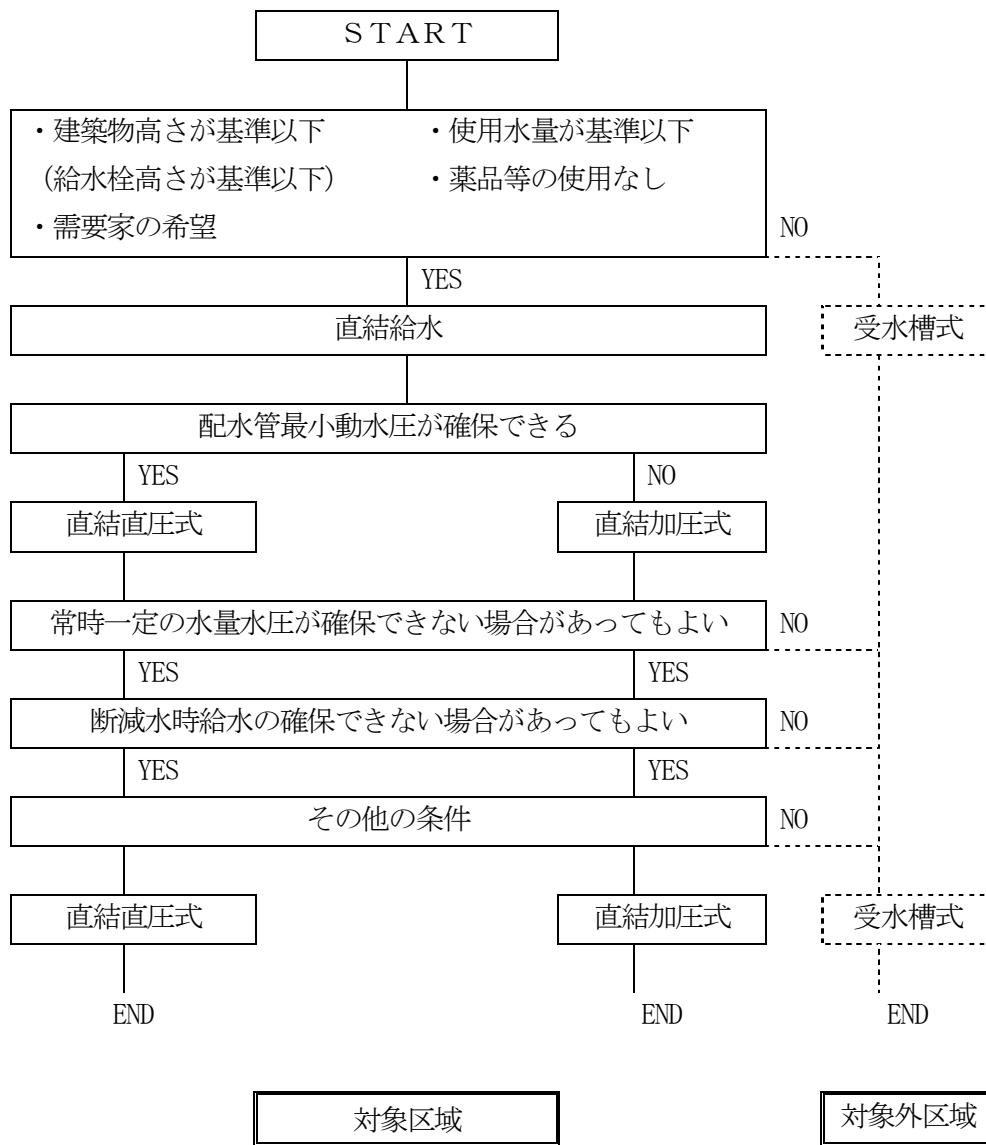 START
・建築物高さが基準以下 ・使用水量が基準以下
(給水栓高さが基準以下) ・薬品等の使用なし
・需要家の希望 NO
YES
直結給水 受水槽式
配水管最小動水圧が確保できる
YES NO
直結直圧式 直結加圧式
常時一定の水量水圧が確保できない場合があってもよい NO
YES YES
断減水時給水の確保できない場合があってもよい NO
YES YES
その他の条件 NO
直結直圧式 直結加圧式 受水槽式
END END END
対象区域 対象外区域